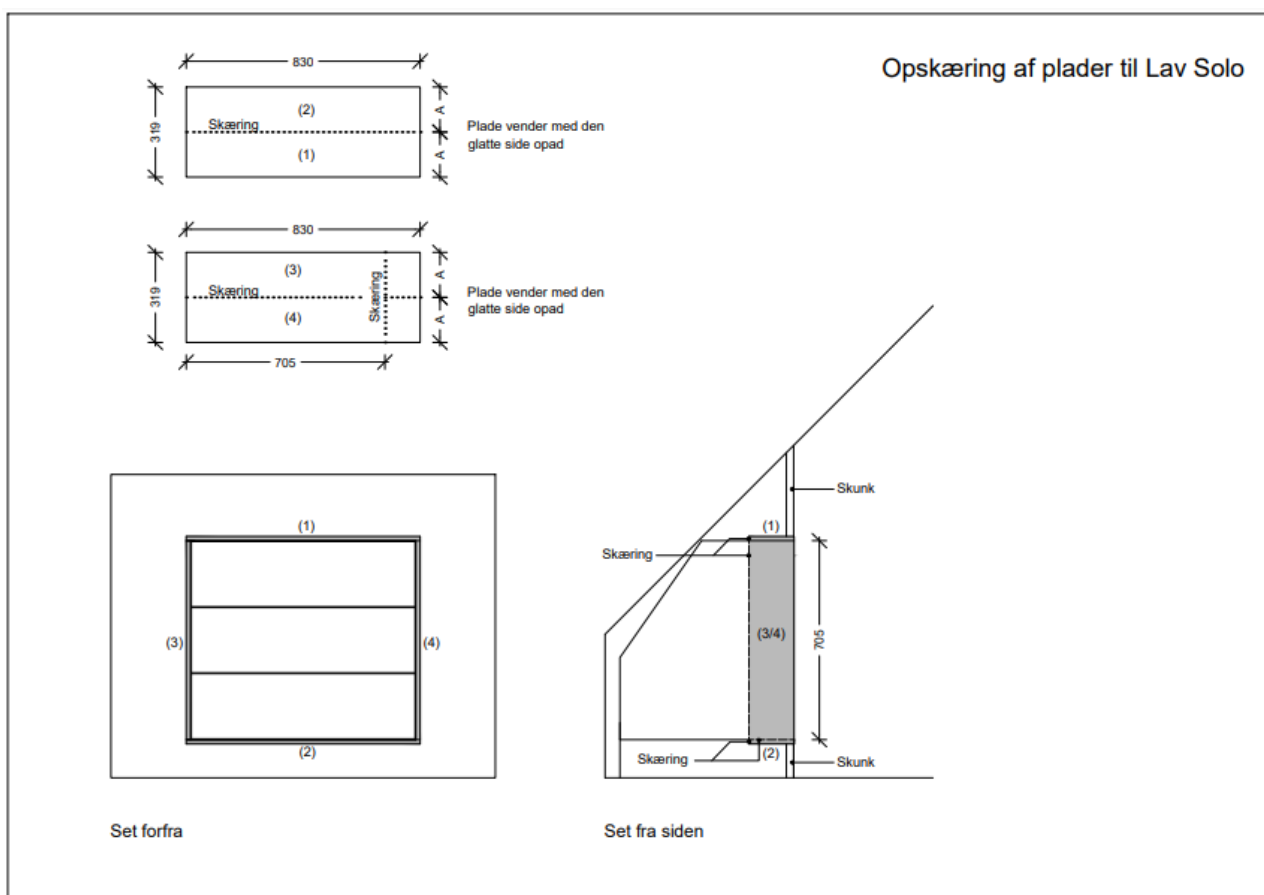 Opskæring af plader til Lav Solo
830
319
(2)
Skæring
(1)
A
A
Plade vender med den
glatte side opad
830
319
(3)
Skæring
Skæring
(4)
A
A
Plade vender med den
glatte side opad
705
(1)
(3)
(4)
(2)
Set forfra
Skunk
(1)
Skæring
(3/4)
705
Skæring
(2)
Skunk
Set fra siden